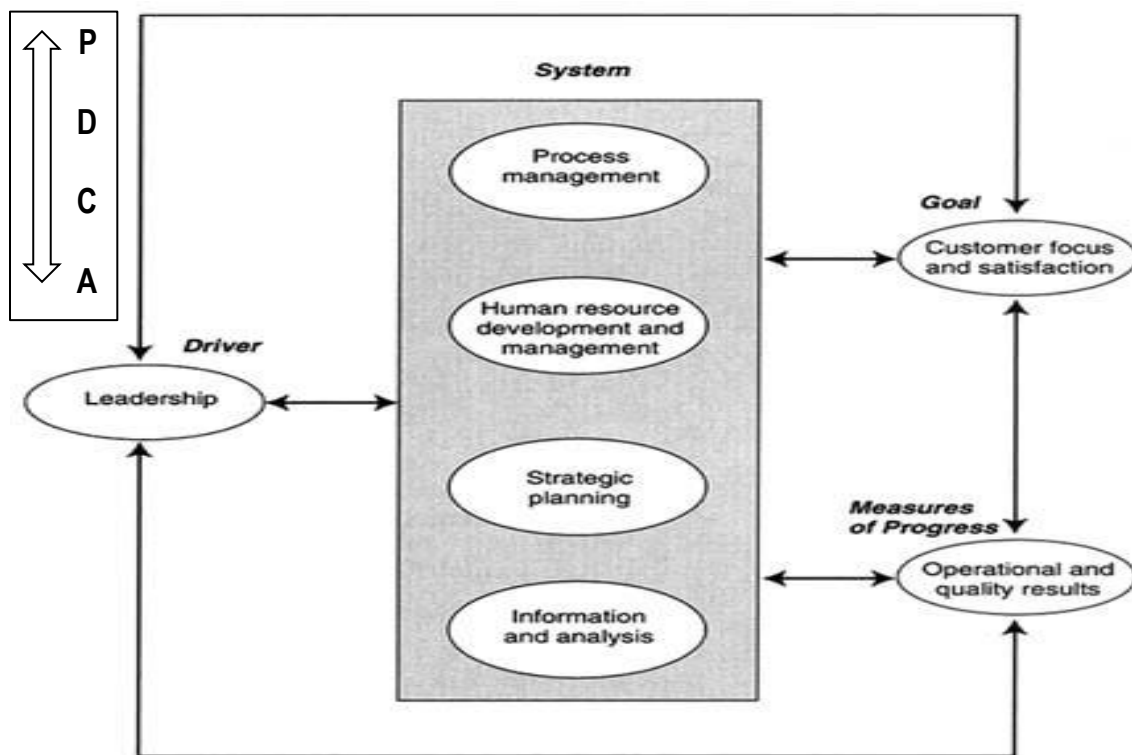 P
D
C
A
System
Process
management
Human resource
development and
management
Strategic
planning
Information
and analysis
Driver
Leadership
Goal
Customer focus
and satisfaction
Measures
of Progress
Operational and
quality results